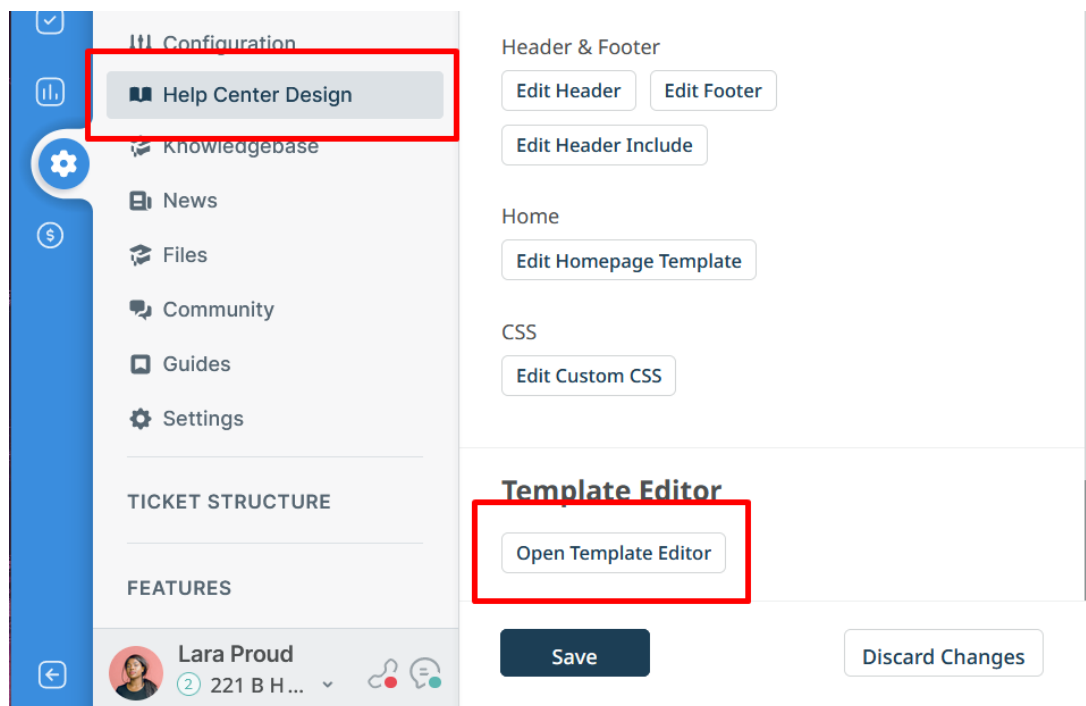 Configuration
Help Center Design
Knowledgebase
News
Files
Community
Guides
Settings
TICKET STRUCTURE
FEATURES
Lara Proud
2 221 B H ...
Header & Footer
Edit Header Edit Footer
Edit Header Include
Home
Edit Homepage Template
CSS
Edit Custom CSS
Template Editor
Open Template Editor
Save Discard Changes